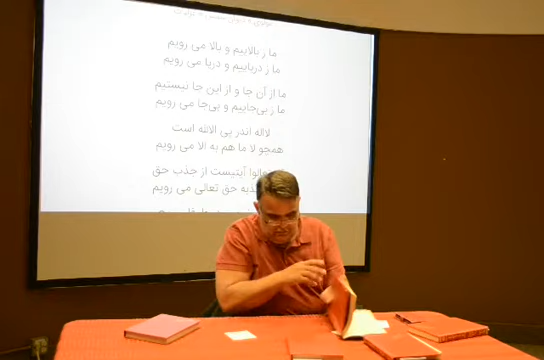 ما ز بالاییم و بالا می رویم
ما ز دریاییم و دریا می رویم
ما از آن جا و از این جا نیستیم
ما ز بی‌جاییم و بی‌جا می رویم
لااله اندر پی الالله است
همچو لا ما هم به الا می رویم
آیتیست از جذب حق
حق تعالی می رویم